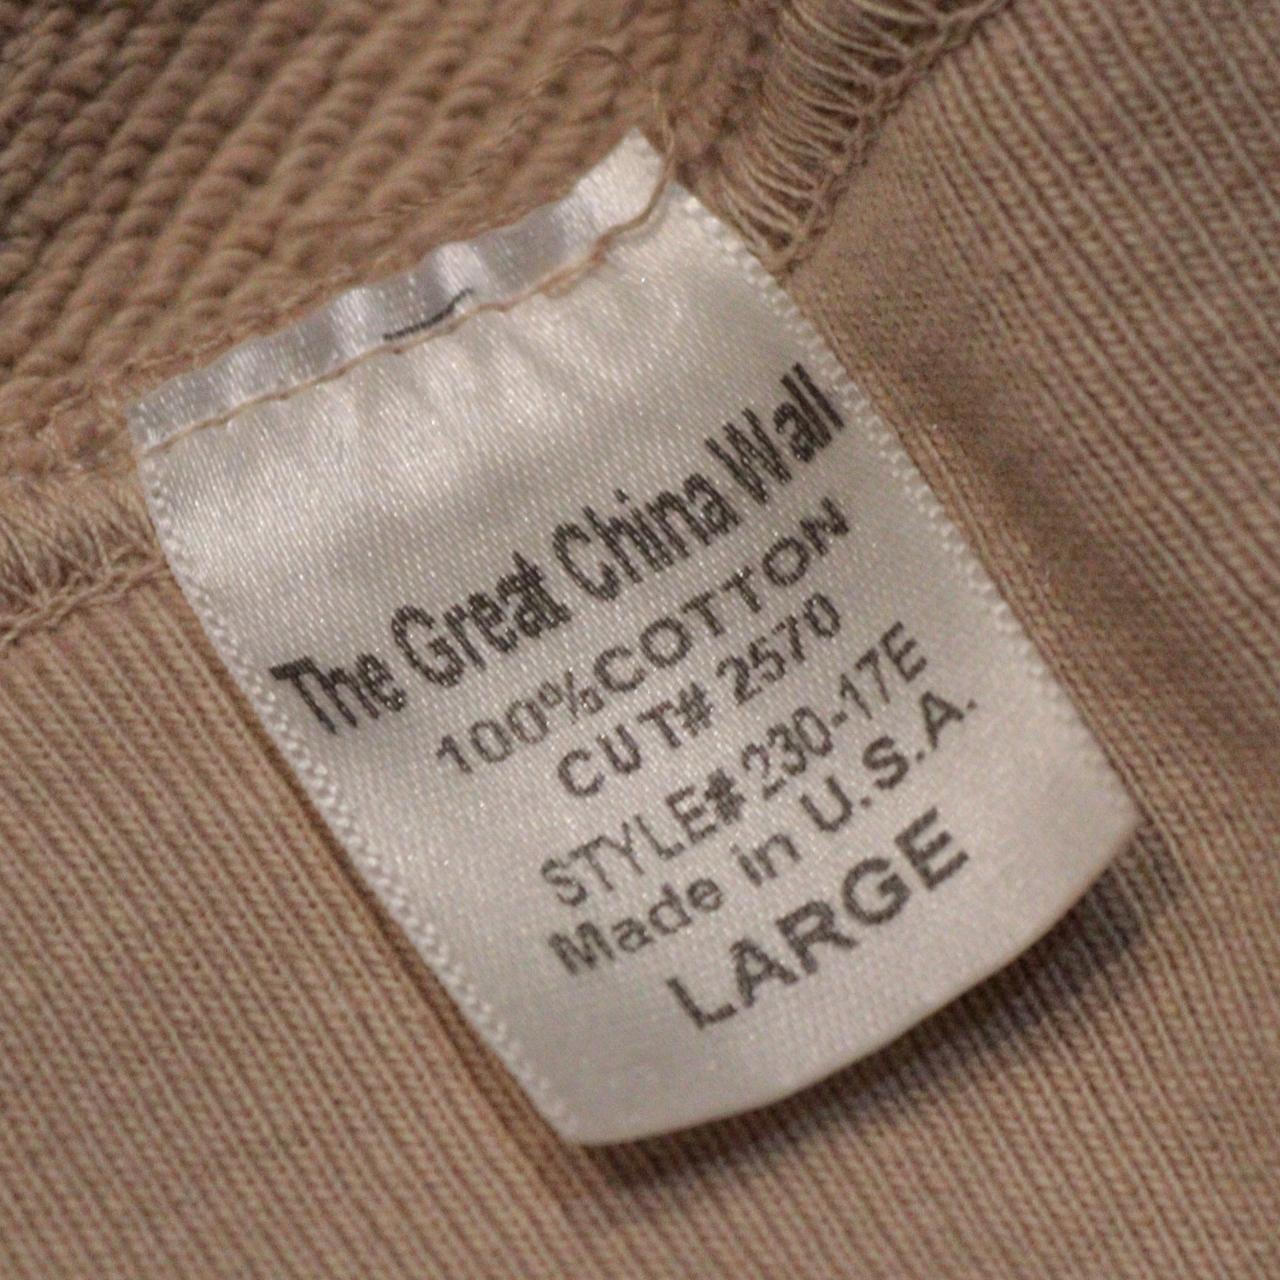 The Great China Wall
100%COTTON
CUT# 2570
STYLE# 230-17E
Made in U.S.A.
LARGE